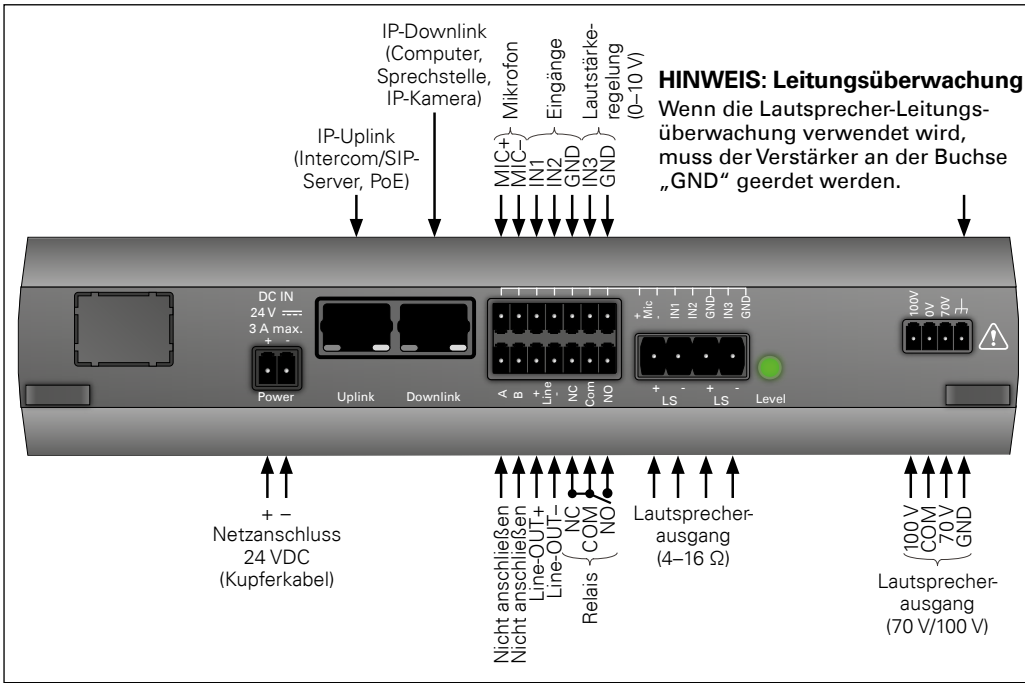 IP-Downlink
(Computer,
Sprechstelle,
IP-Kamera)
IP-Uplink
(Intercom/SIP-
Server, PoE)
Mikrofon
Eingänge
Lautstärke-
regelung
(0–10 V)
MIC+
MIC–
IN1
IN2
GND
IN3
GND
HINWEIS: Leitungsüberwachung
Wenn die Lautsprecher-Leitungs-
überwachung verwendet wird,
muss der Verstärker an der Buchse
„GND“ geerdet werden.
DC IN
24 V
3 A max.
+ -
Power
Uplink
Downlink
+ Mic -
IN1
IN2
GND
IN3
GND
A
B
+ Line -
NC
Com
NO
+ - + -
LS LS
Level
100V
0V
70V
+ –
Netzanschluss
24 VDC
(Kupferkabel)
Nicht anschließen
Nicht anschließen
Line-OUT+
Line-OUT–
NC
COM
NO
Relais
Lautsprecher-
ausgang
(4–16 Ω)
100 V
COM
70 V
GND
Lautsprecher-
ausgang
(70 V/100 V)